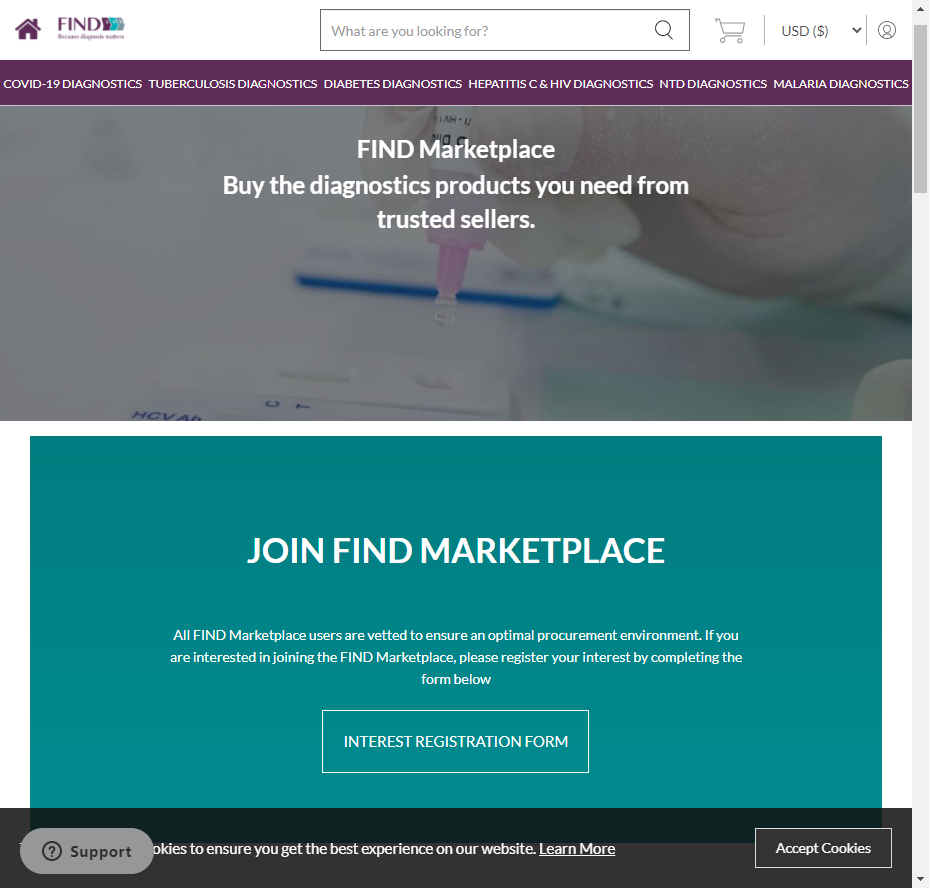 FIND
Because diagnosis matters
What are you looking for?
USD ($)
COVID-19 DIAGNOSTICS TUBERCULOSIS DIAGNOSTICS DIABETES DIAGNOSTICS HEPATITIS C & HIV DIAGNOSTICS NTD DIAGNOSTICS MALARIA DIAGNOSTICS
FIND Marketplace
Buy the diagnostics products you need from
trusted sellers.
C T
JOIN FIND MARKETPLACE
All FIND Marketplace users are vetted to ensure an optimal procurement environment. If you
are interested in joining the FIND Marketplace, please register your interest by completing the
form below
INTEREST REGISTRATION FORM
Support
to ensure you get the best experience on our website. Learn More
Accept Cookies